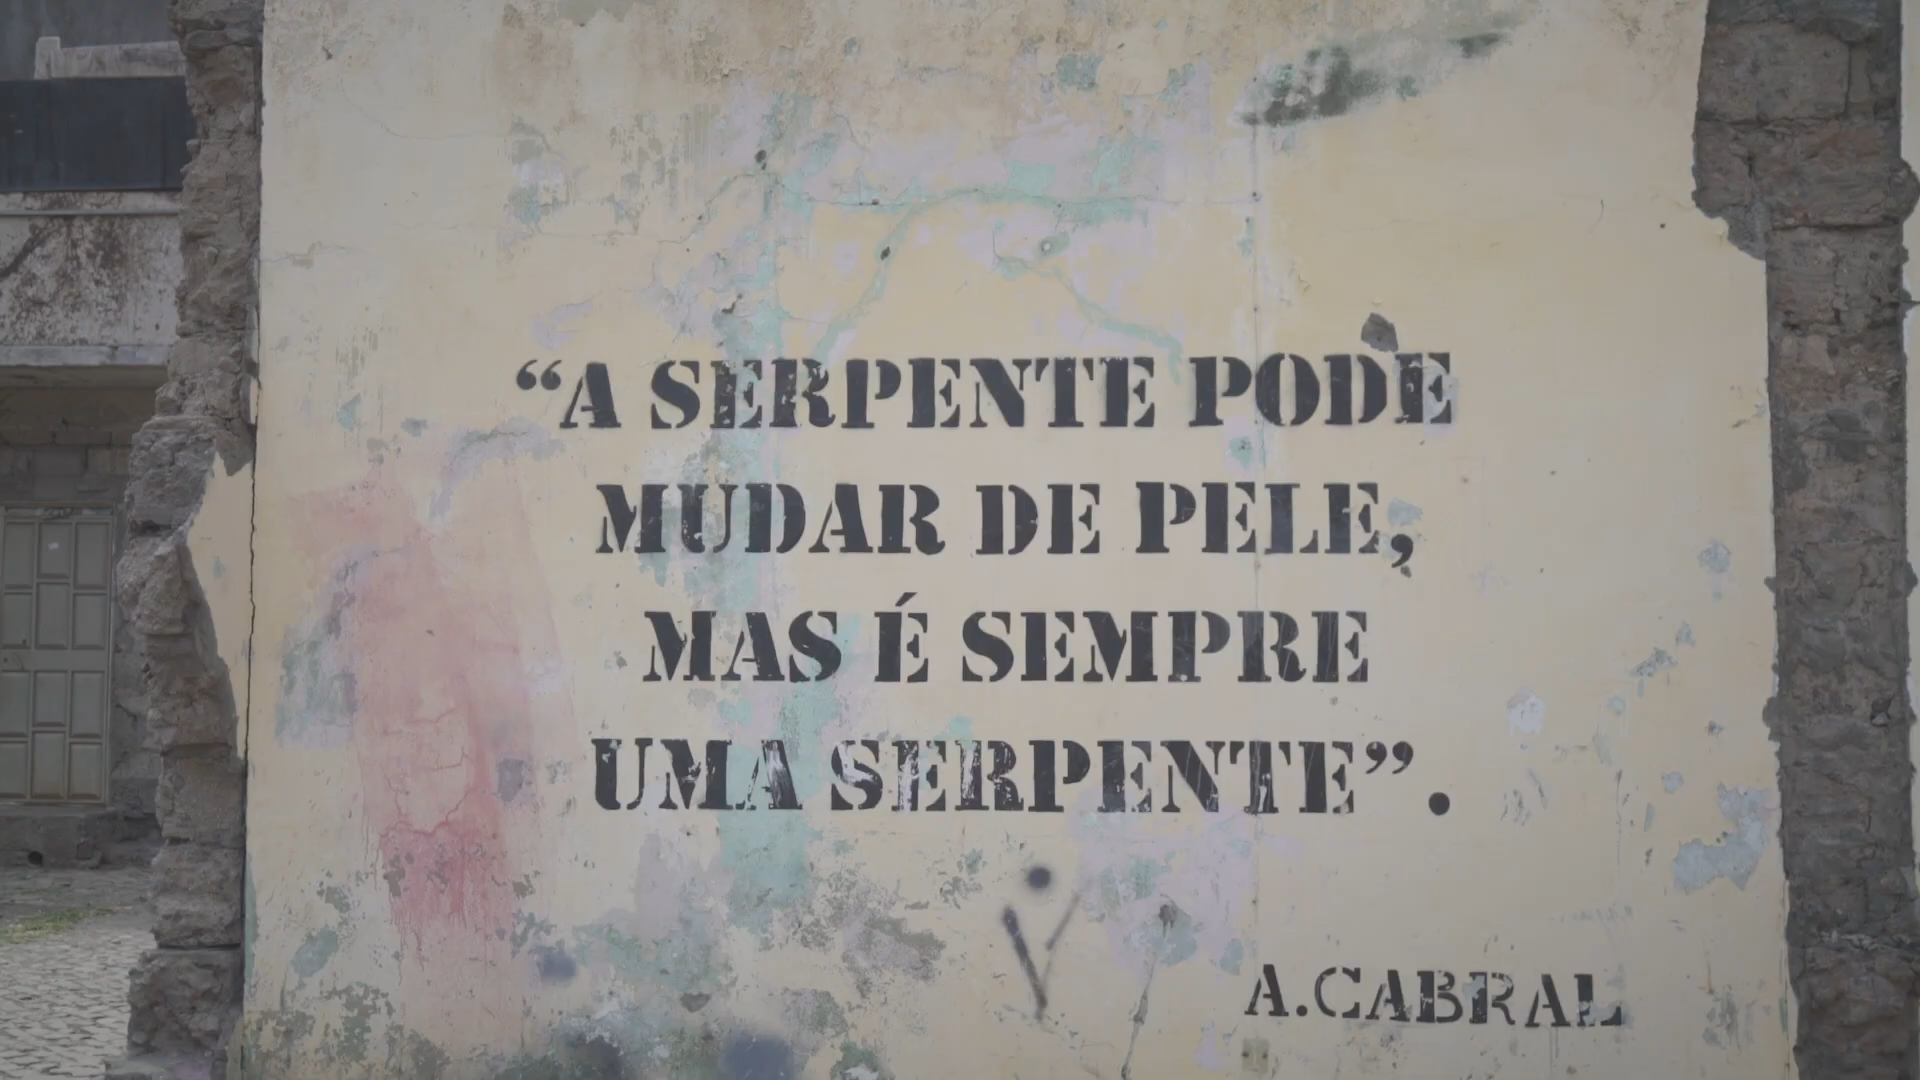 “A SERPENTE PODE
MUDAR DE PELE,
MAS É SEMPRE
UMA SERPENTE”.
A.CABRAL